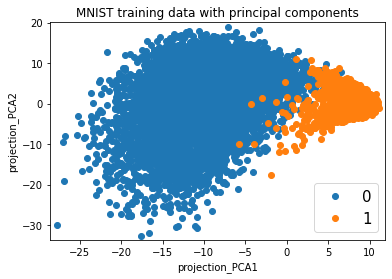 MNIST training data with principal components
20
10
0
−10
−20
−30
projection_PCA2
0
1
−25 −20 −15 −10 −5 0 5 10
projection_PCA1